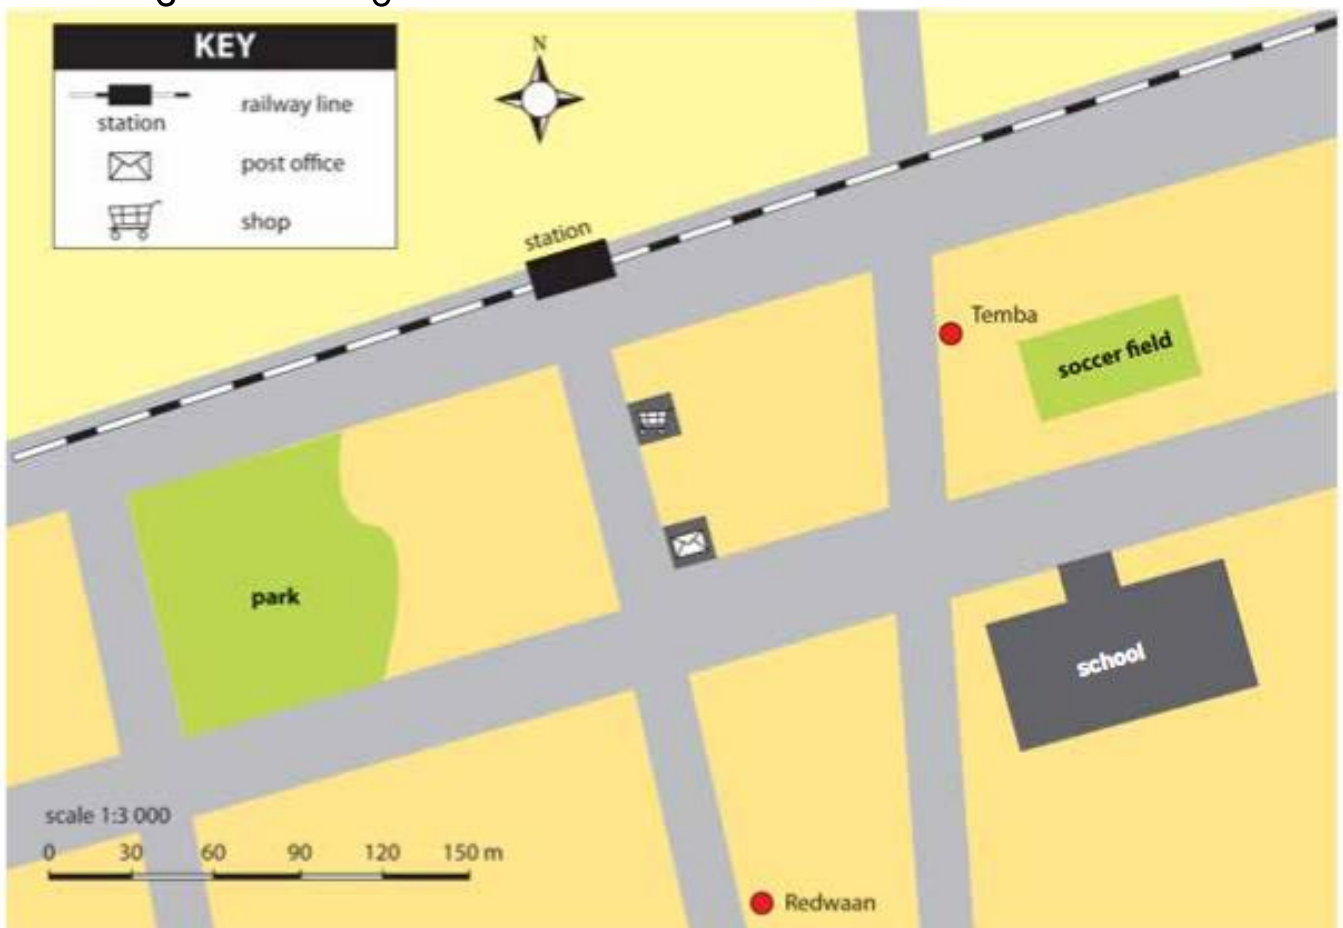 KEY
railway line
station
post office
shop
N
station
Temba
soccer field
park
school
scale 1:3 000
0 30 60 90 120 150 m
Redwaan